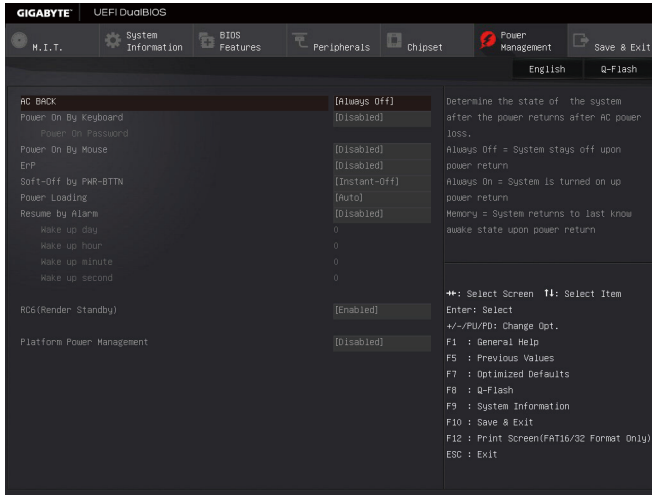 GIGABYTE™ UEFI DualBIOS
M.I.T. System Information BIOS Features Peripherals Chipset Power Management Save & Exit
English Q-Flash
AC BACK [Always Off]
Power On By Keyboard [Disabled]
Power On Password
Power On By Mouse [Disabled]
ErP [Disabled]
Soft-Off by PWR-BTTN [Instant-Off]
Power Loading [Auto]
Resume by Alarm [Disabled]
Wake up day 0
Wake up hour 0
Wake up minute 0
Wake up second 0
RC6(Render Standby) [Enabled]
Platform Power Management [Disabled]
Determine the state of the system
after the power returns after AC power
loss.
Always Off = System stays off upon
power return
Always On = System is turned on up
power return
Memory = System returns to last know
awake state upon power return
→←: Select Screen ↑↓: Select Item
Enter: Select
+/-/PU/PD: Change Opt.
F1 : General Help
F5 : Previous Values
F7 : Optimized Defaults
F8 : Q-Flash
F9 : System Information
F10 : Save & Exit
F12 : Print Screen(FAT16/32 Format Only)
ESC : Exit